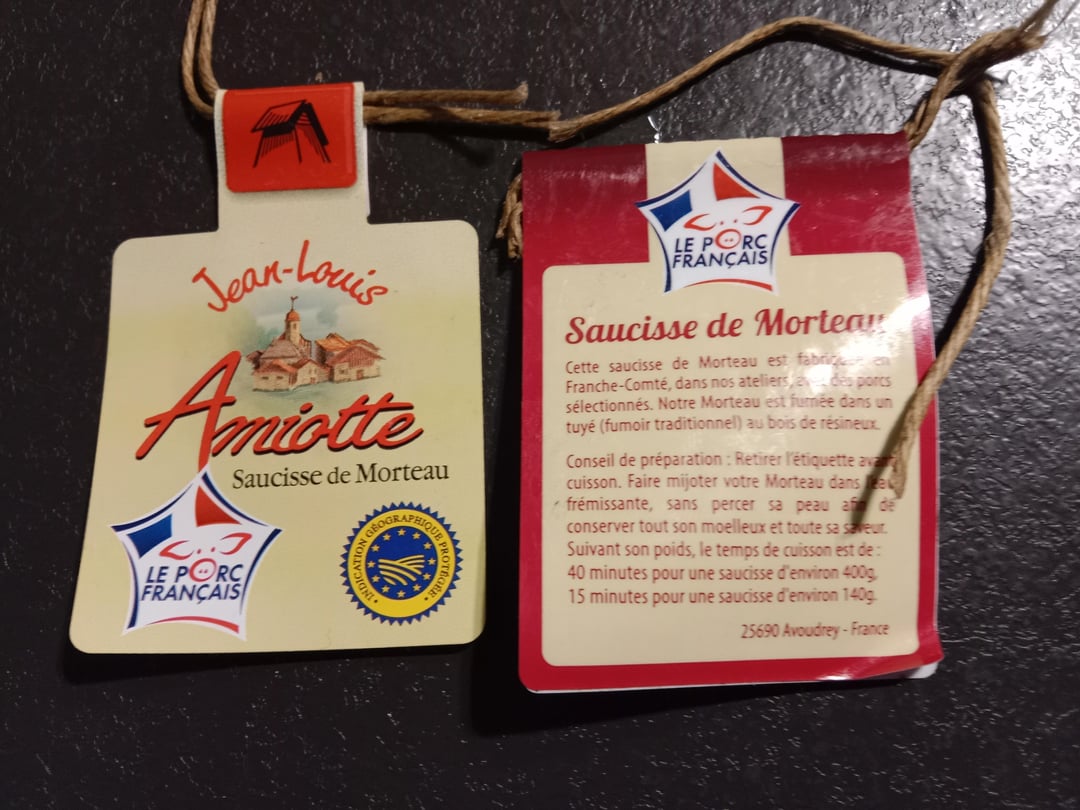 Jean-Louis
Amiotte
Saucisse de Morteau
LE PORC
FRANÇAIS
INDICATION GÉOGRAPHIQUE PROTÉGÉE
LE PORC
FRANÇAIS
Saucisse de Morteau
Cette saucisse de Morteau est fabriquée en
Franche-Comté, dans nos ateliers, avec des porcs
sélectionnés. Notre Morteau est fumée dans un
tuyé (fumoir traditionnel) au bois de résineux.
Conseil de préparation : Retirer l'étiquette avant
cuisson. Faire mijoter votre Morteau dans l'eau
frémissante, sans percer sa peau afin de
conserver tout son moelleux et toute sa saveur.
Suivant son poids, le temps de cuisson est de :
40 minutes pour une saucisse d'environ 400g,
15 minutes pour une saucisse d'environ 140g.
25690 Avoudrey - France